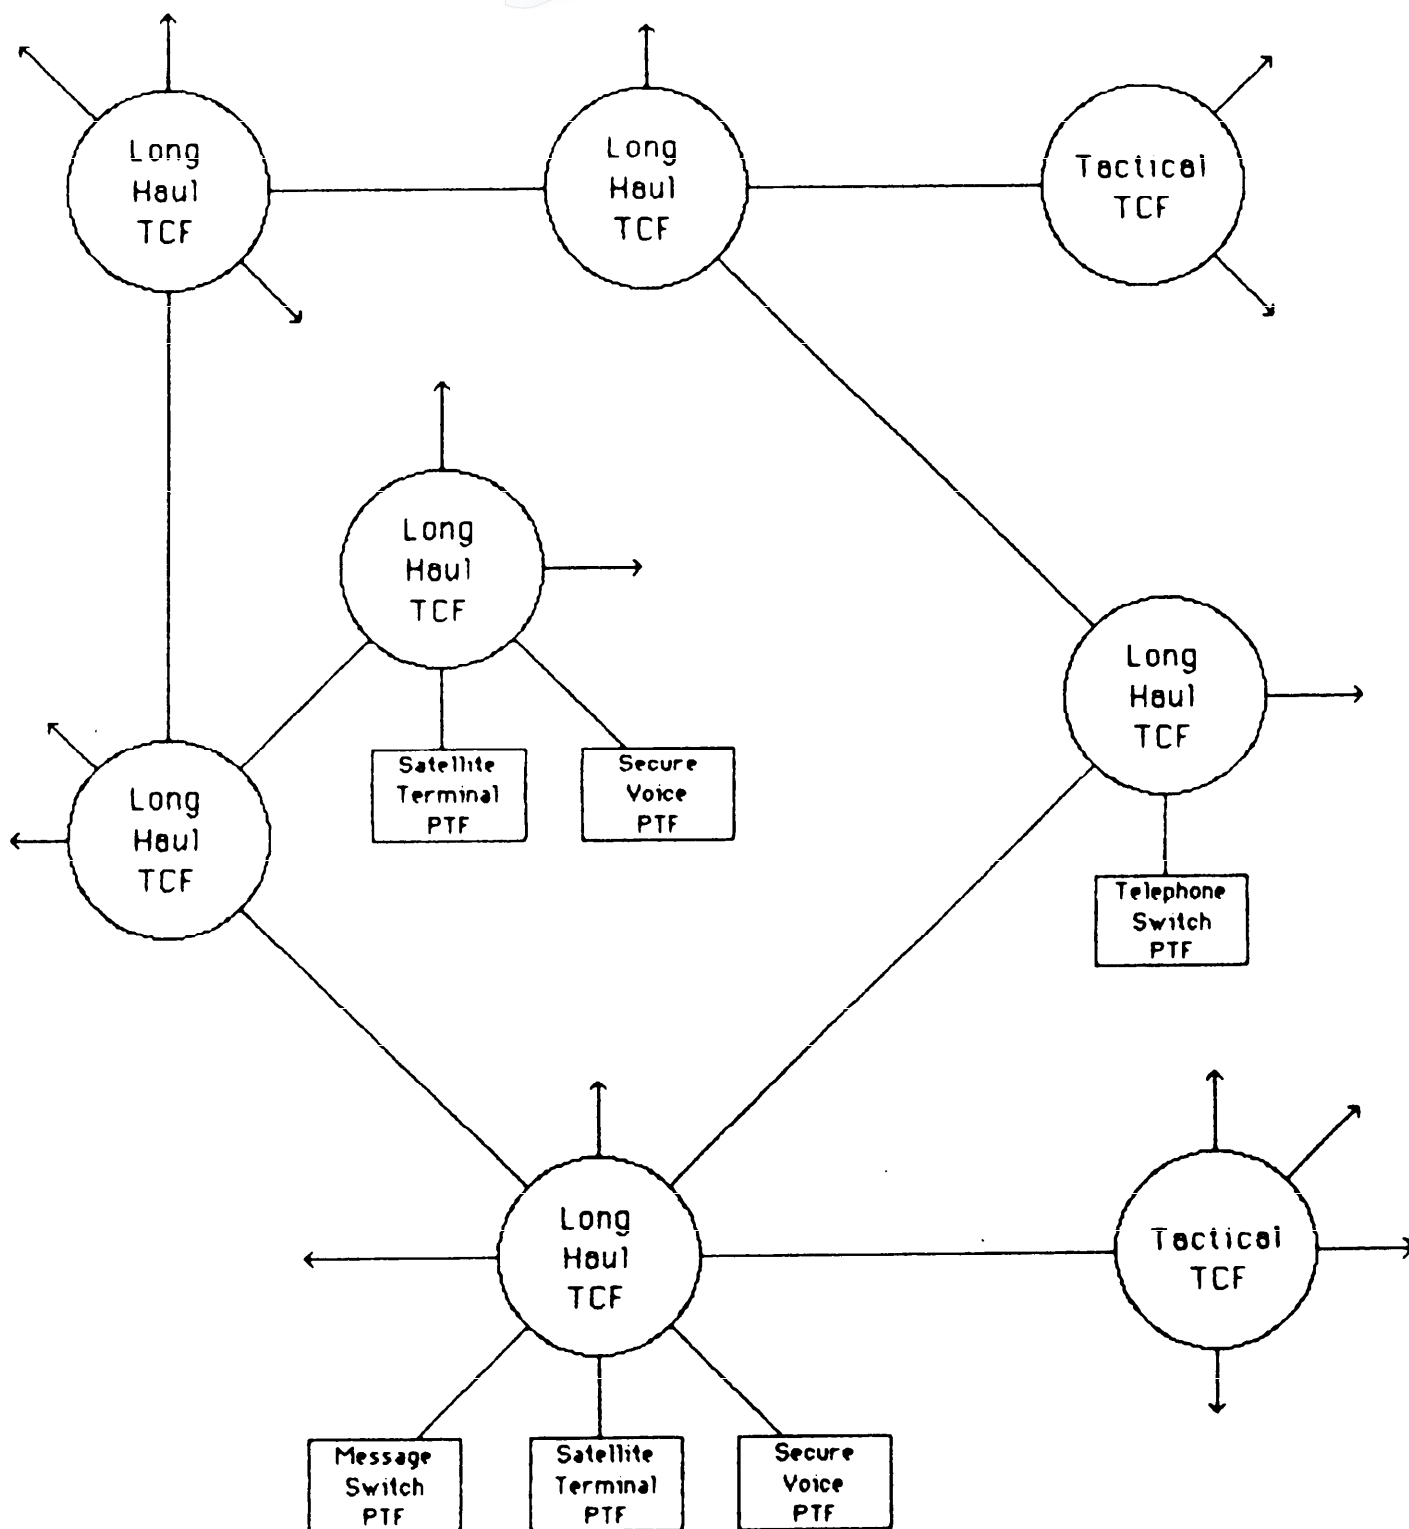 Long
Haul
TCF
Long
Haul
TCF
Tactical
TCF
Long
Haul
TCF
Long
Haul
TCF
Satellite
Terminal
PTF
Secure
Voice
PTF
Long
Haul
TCF
Telephone
Switch
PTF
Long
Haul
TCF
Tactical
TCF
Message
Switch
PTF
Satellite
Terminal
PTF
Secure
Voice
PTF